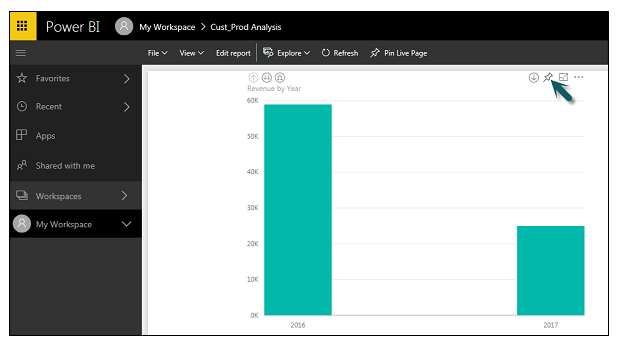 Power BI My Workspace > Cust_Prod Analysis
File View Edit report Explore Refresh Pin Live Page
Favorites
Recent
Apps
Shared with me
Workspaces
My Workspace
Revenue by Year
60K
50K
40K
30K
20K
10K
0K
2016 2017